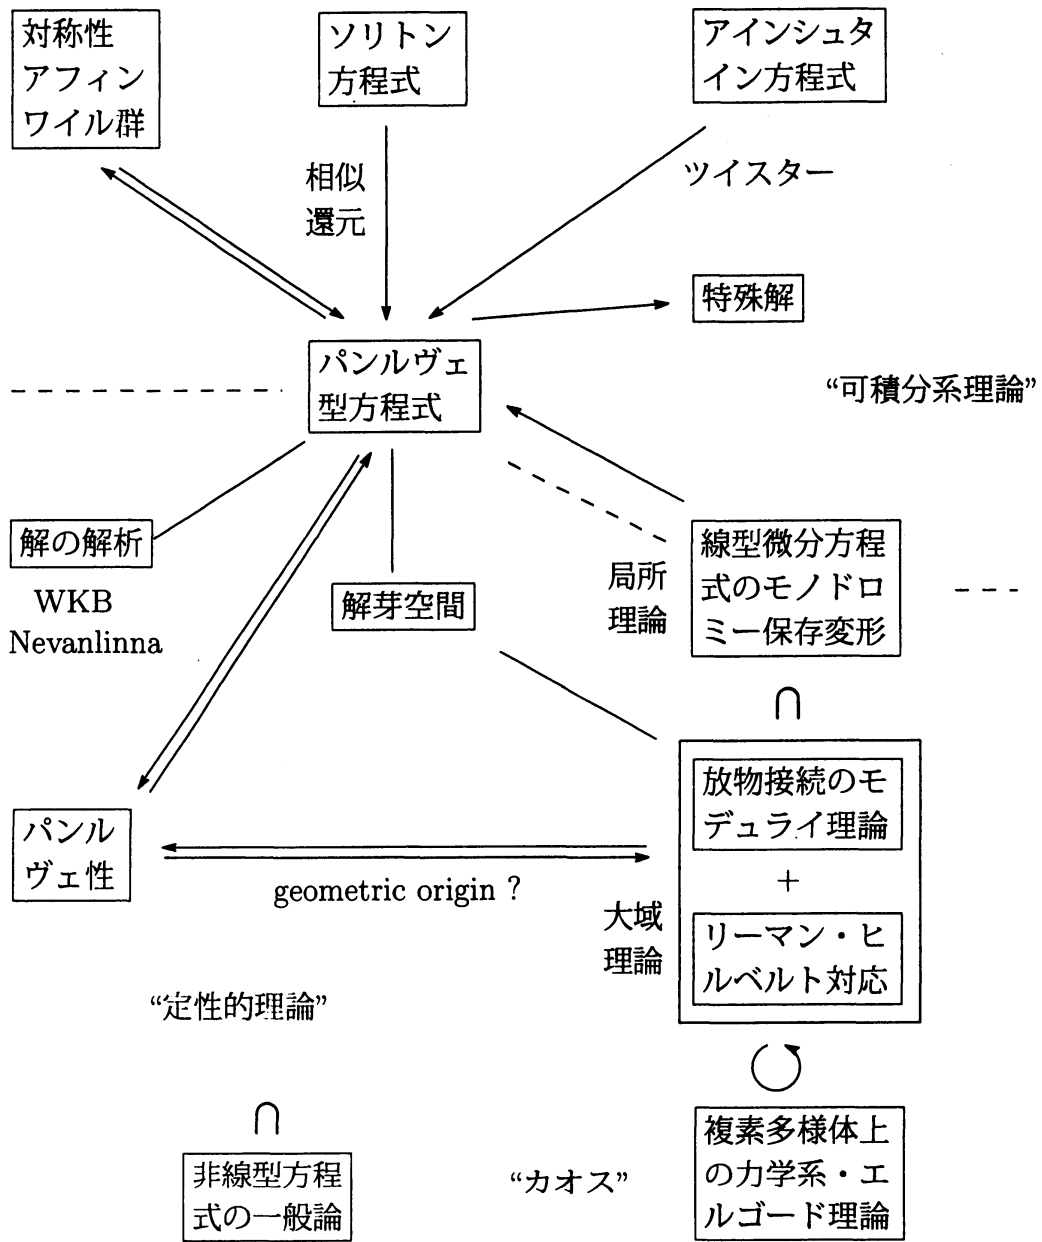 対称性
アフィン
ワイル群
ソリトン
方程式
アインシュタ
イン方程式
相似
還元
ツイスター
特殊解
パンルヴェ
型方程式
“可積分系理論”
解の解析
WKB
Nevanlinna
解芽空間
局所
理論
線型微分方程
式のモノドロ
ミー保存変形
∩
放物接続のモ
デュライ理論
+
リーマン・ヒ
ルベルト対応
パンル
ヴェ性
geometric origin ?
大域
理論
“定性的理論”
∩
非線型方程
式の一般論
“カオス”
複素多様体上
の力学系・エ
ルゴード理論